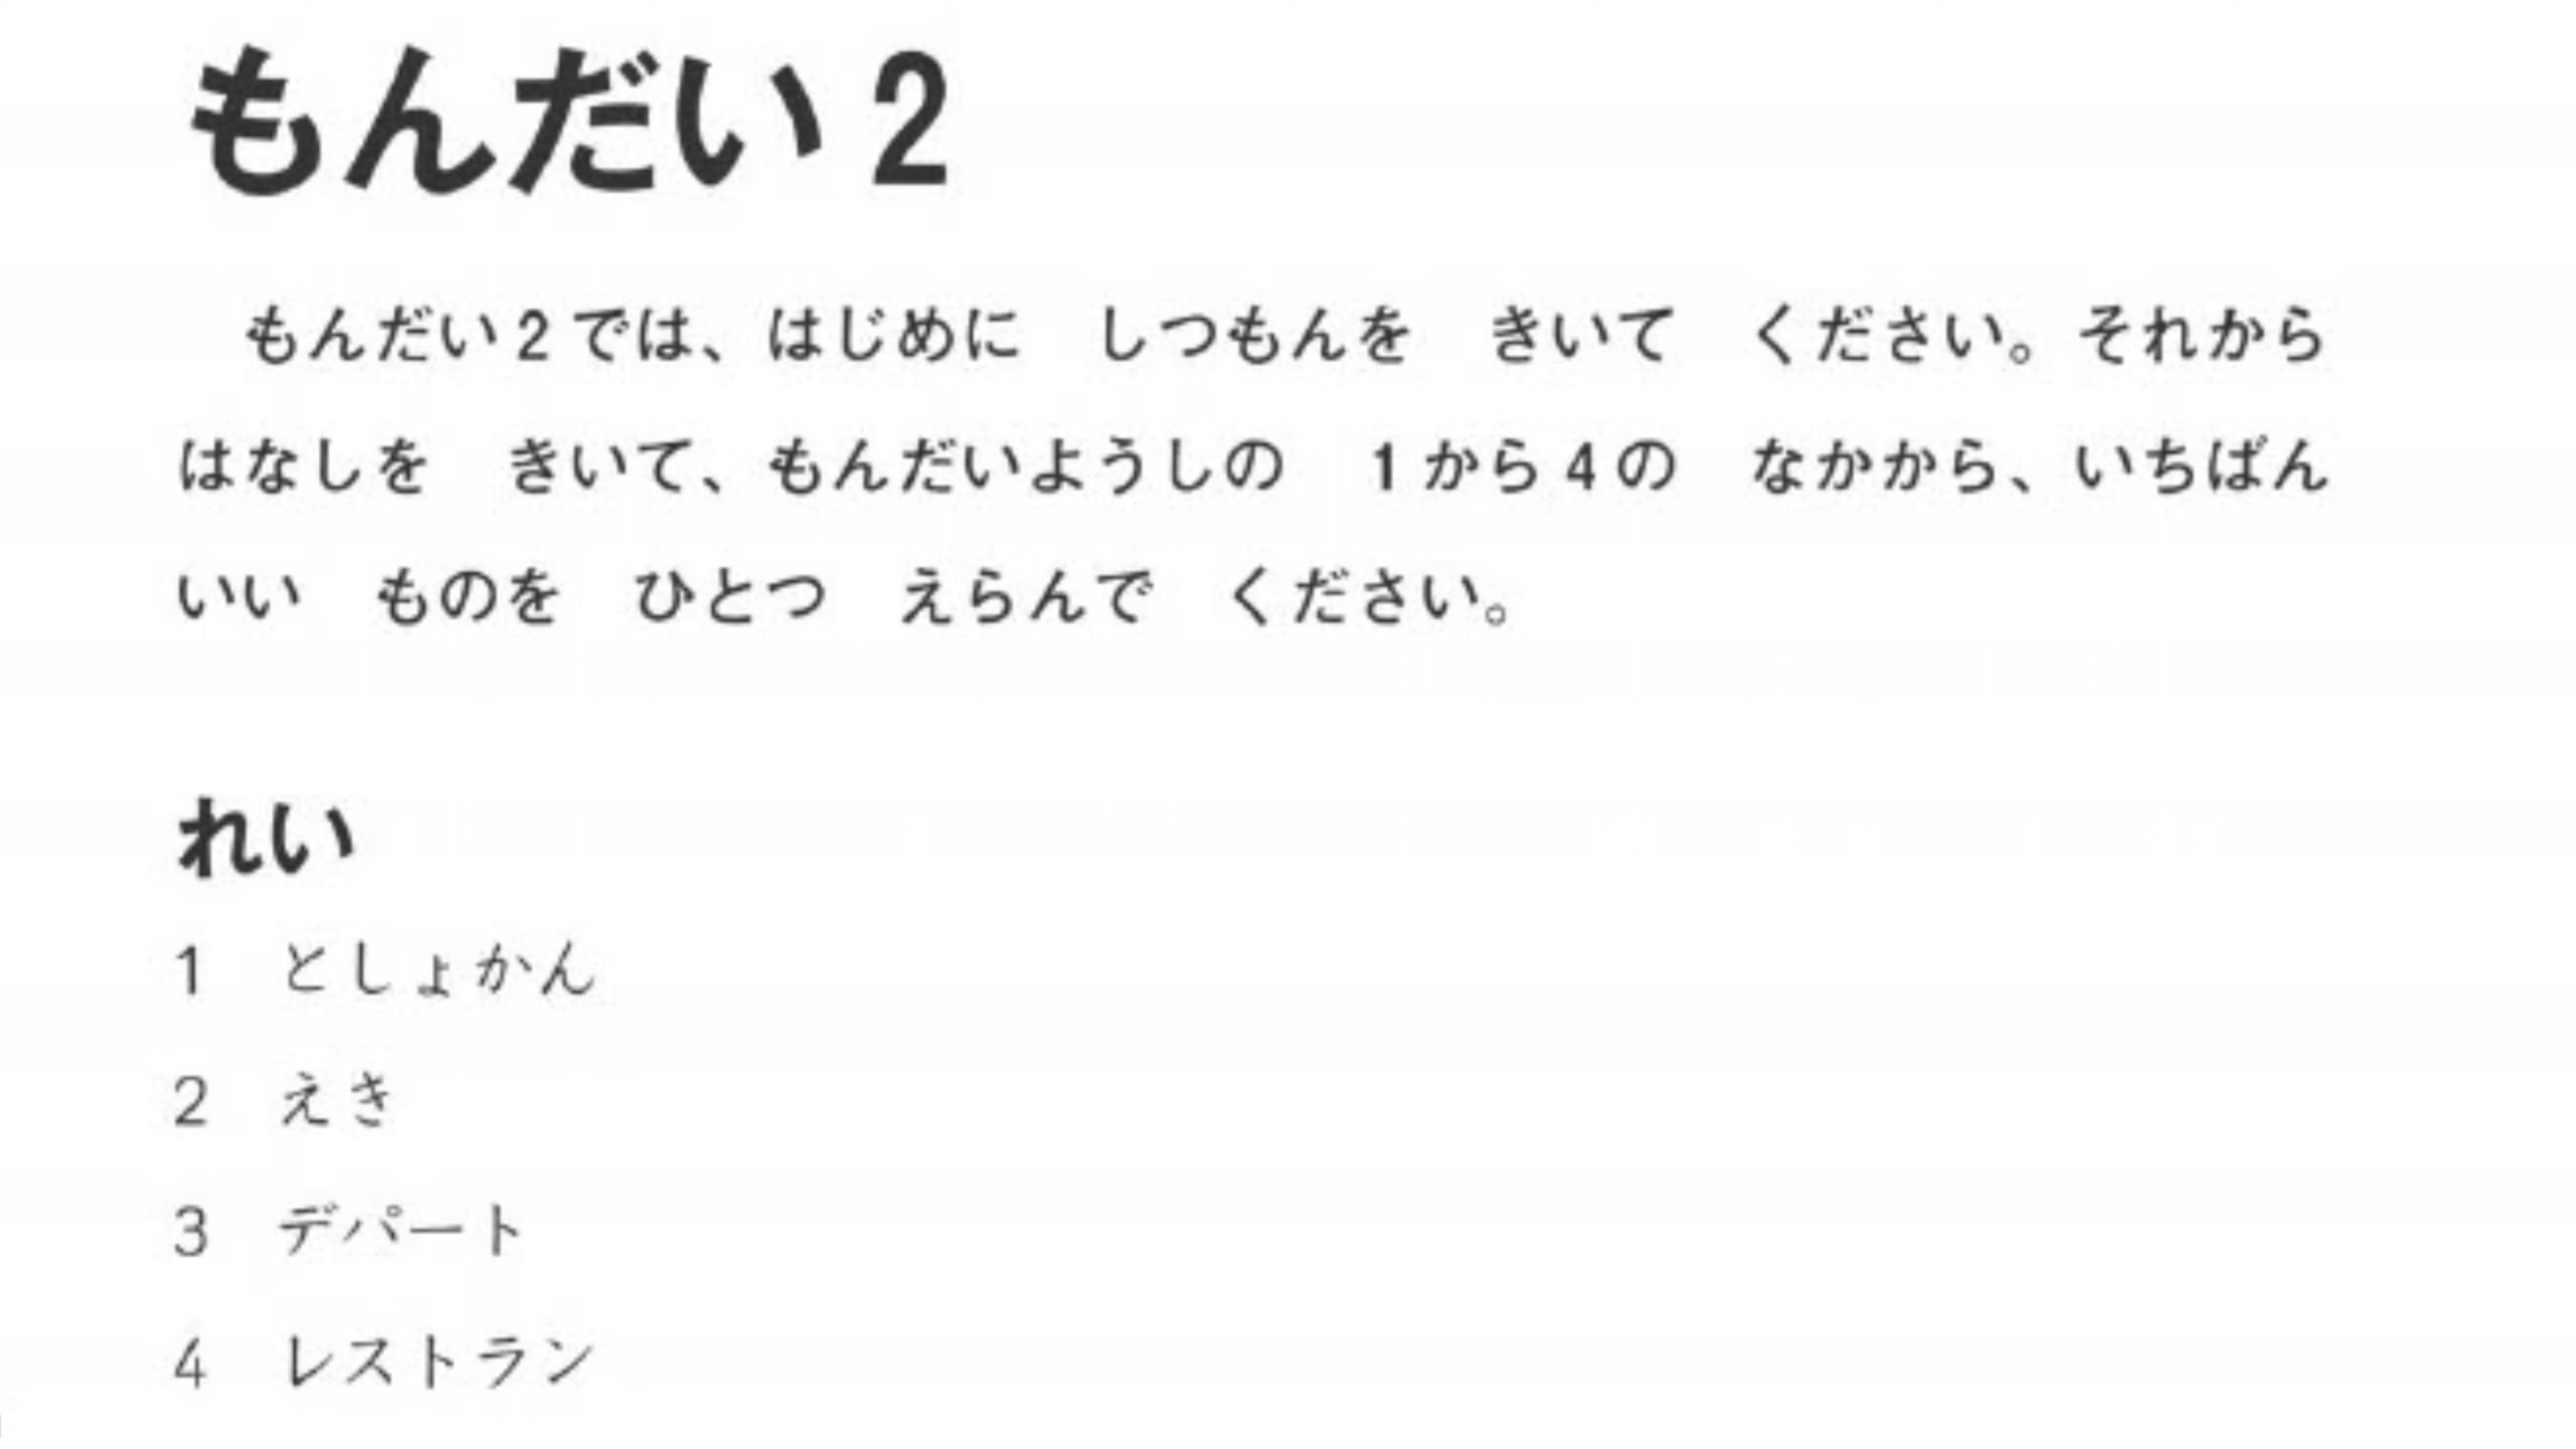 もんだい2
もんだい2では、はじめに　しつもんを　きいて　ください。それから
はなしを　きいて、もんだいようしの　1から4の　なかから、いちばん
いい　ものを　ひとつ　えらんで　ください。
れい
1　としょかん
2　えき
3　デパート
4　レストラン